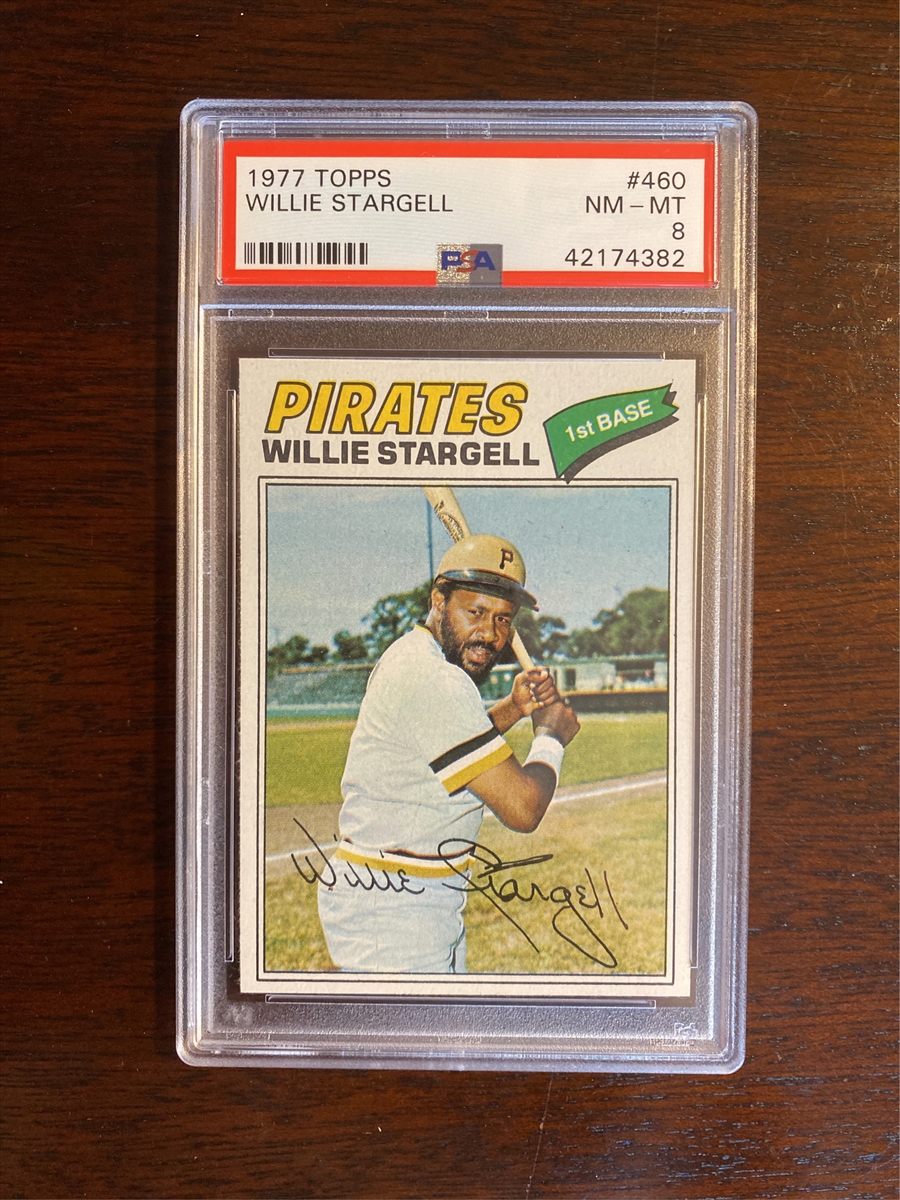 1977 TOPPS #460
WILLIE STARGELL NM-MT
8
PSA 42174382
PIRATES
WILLIE STARGELL
1st BASE
P
Willie Stargell